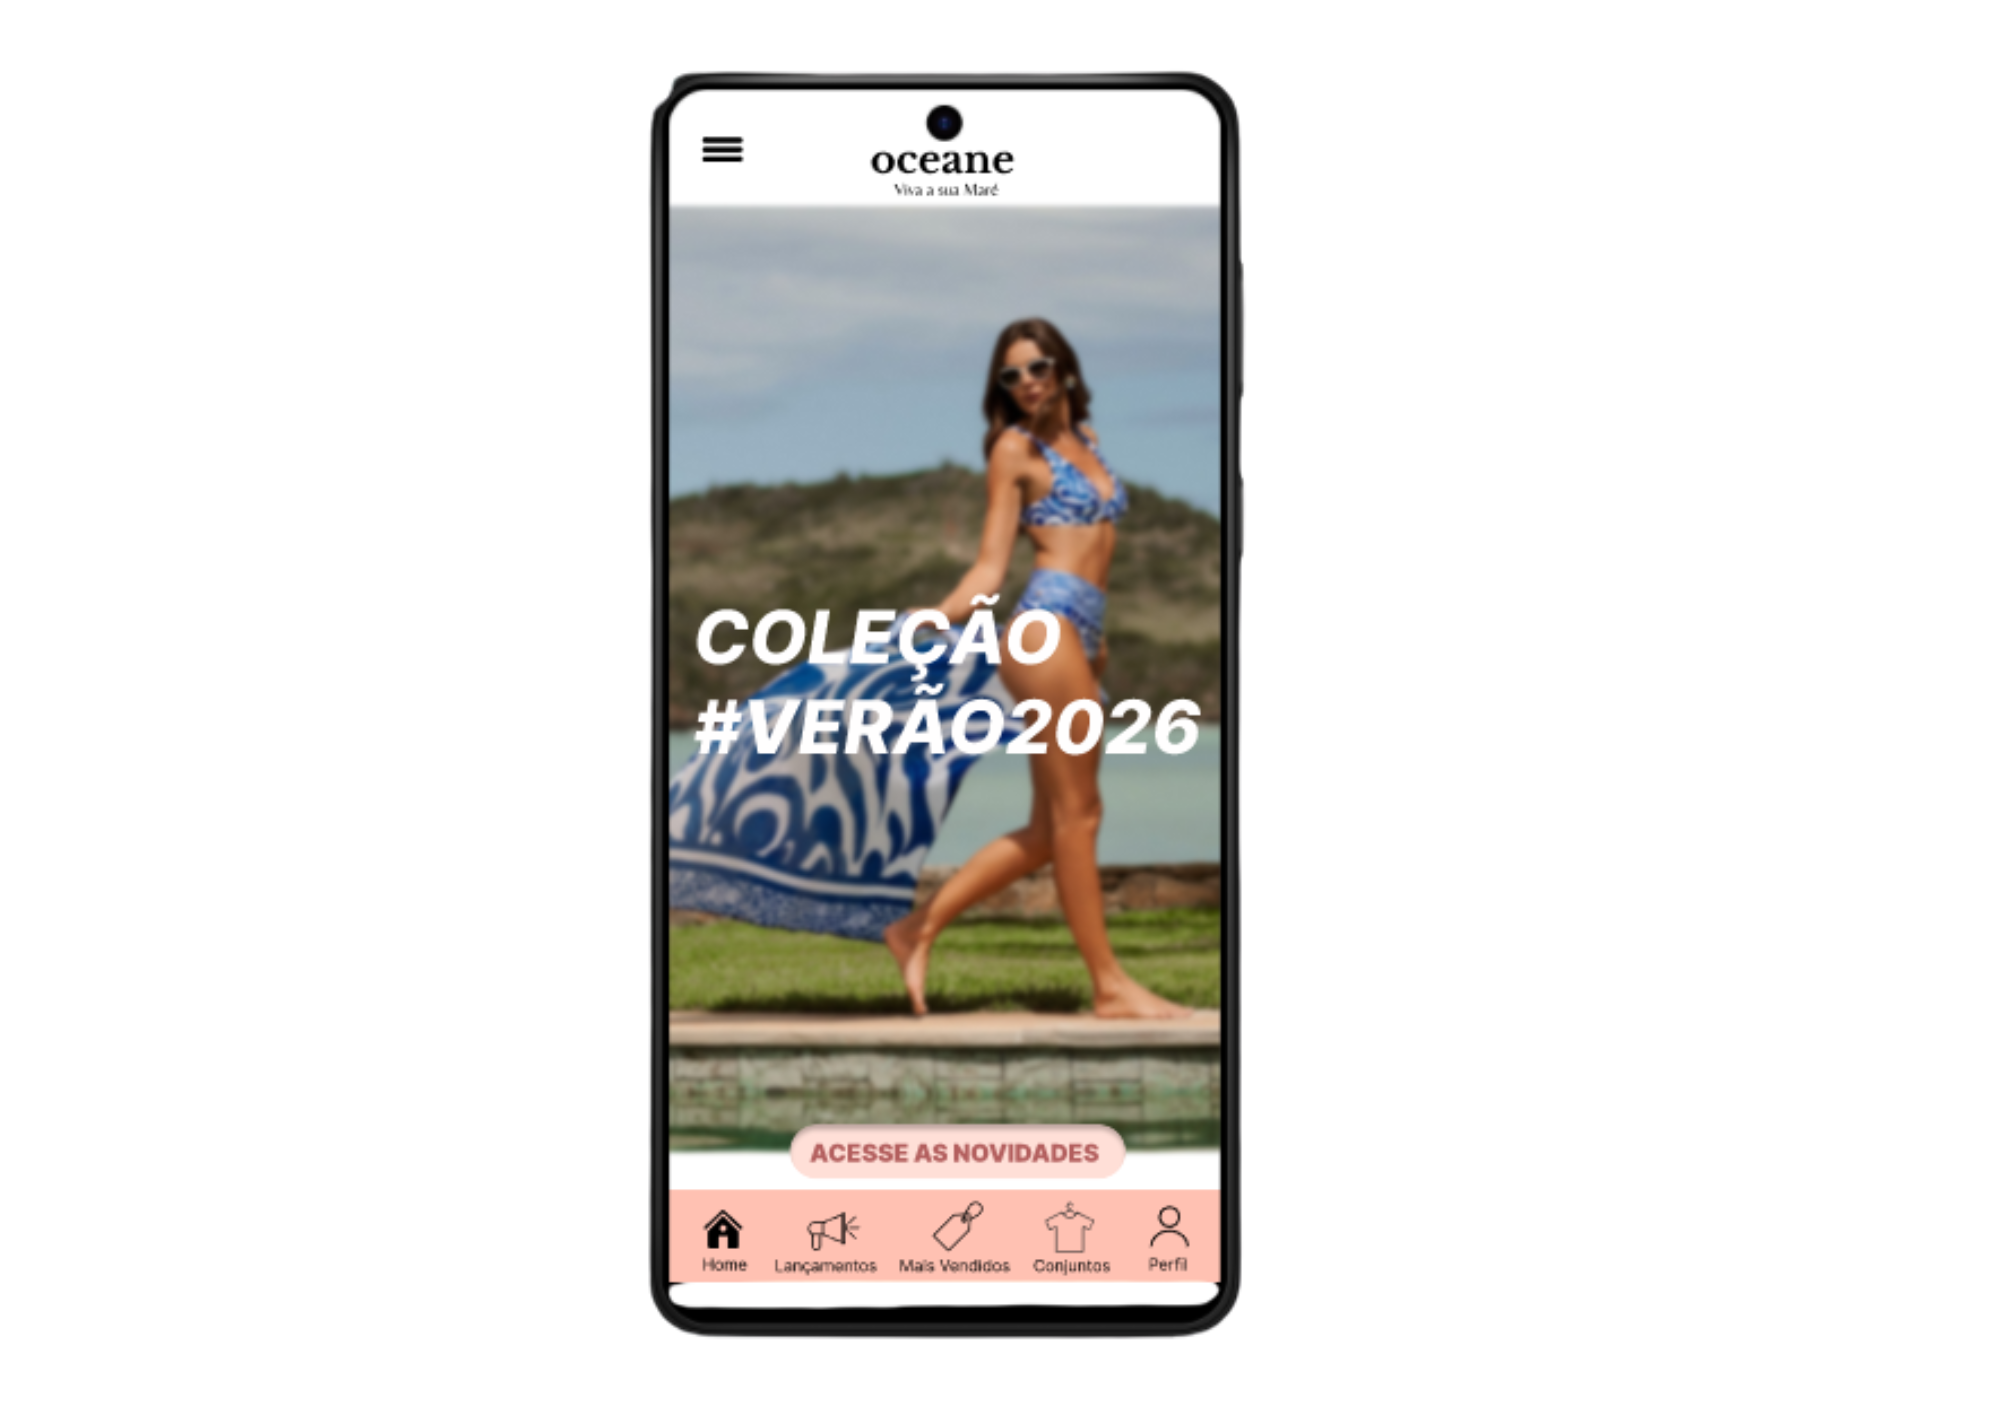 oceane
Viva a sua Maré
COLEÇÃO
#VERÃO2026
ACESSE AS NOVIDADES
Home Lançamentos Mais Vendidos Conjuntos Perfil